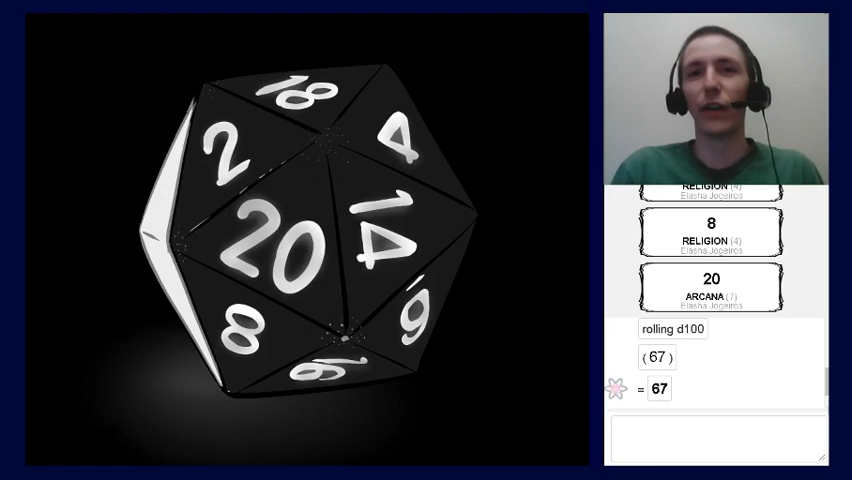 18
4
2
20
14
8
9
16
RELIGION (4)
Elasha Jogeiros
8
RELIGION (4)
Elasha Jogeiros
20
ARCANA (7)
Elasha Jogeiros
rolling d100
( 67 )
= 67